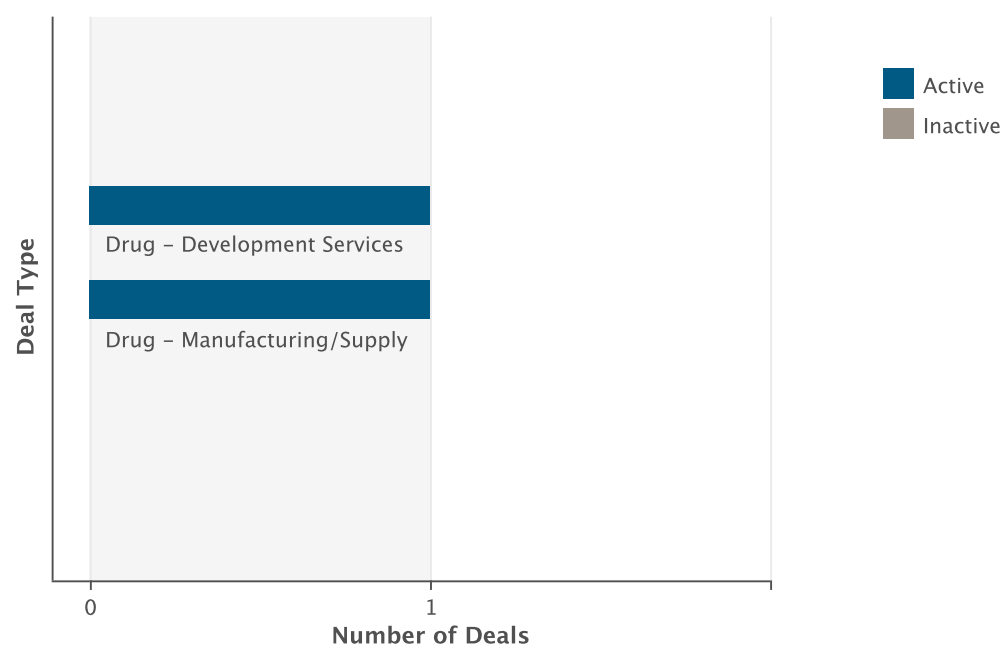 Active
Inactive
Deal Type
Drug – Development Services
Drug – Manufacturing/Supply
0
1
Number of Deals